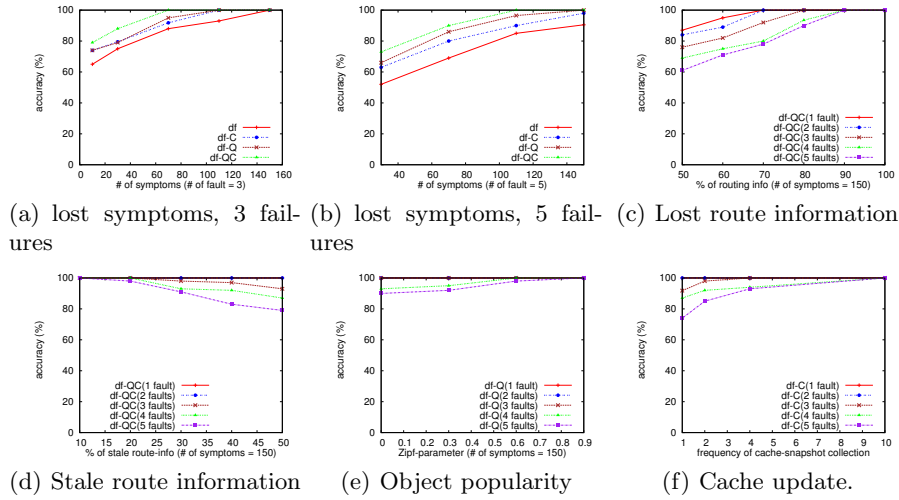 100
80
60
40
20
0
accuracy (%)
df
df-C
df-Q
df-QC
0 20 40 60 80 100 120 140 160
# of symptoms (# of fault = 3)
(a) lost symptoms, 3 fail-
ures
100
80
60
40
20
0
accuracy (%)
df
df-C
df-Q
df-QC
40 60 80 100 120 140
# of symptoms (# of fault = 5)
(b) lost symptoms, 5 fail-
ures
100
80
60
40
20
0
accuracy (%)
df-QC(1 fault)
df-QC(2 faults)
df-QC(3 faults)
df-QC(4 faults)
df-QC(5 faults)
50 60 70 80 90 100
% of routing info (# of symptoms = 150)
(c) Lost route information
100
80
60
40
20
0
accuracy (%)
df-QC(1 fault)
df-QC(2 faults)
df-QC(3 faults)
df-QC(4 faults)
df-QC(5 faults)
10 15 20 25 30 35 40 45 50
% of stale route-info (# of symptoms = 150)
(d) Stale route information
100
80
60
40
20
0
accuracy (%)
df-Q(1 fault)
df-Q(2 faults)
df-Q(3 faults)
df-Q(4 faults)
df-Q(5 faults)
0 0.1 0.2 0.3 0.4 0.5 0.6 0.7 0.8 0.9
Zipf-parameter (# of symptoms = 150)
(e) Object popularity
100
80
60
40
20
0
accuracy (%)
df-C(1 fault)
df-C(2 faults)
df-C(3 faults)
df-C(4 faults)
df-C(5 faults)
1 2 3 4 5 6 7 8 9 10
frequency of cache-snapshot collection
(f) Cache update.